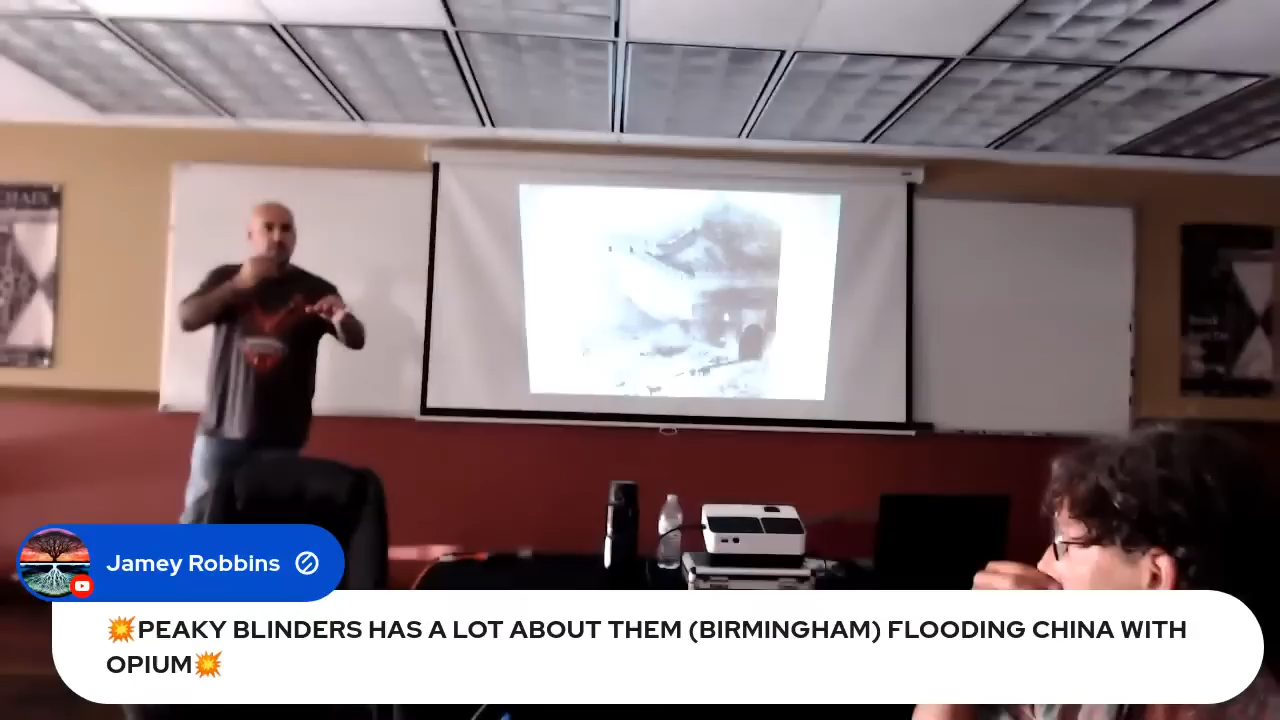 Jamey Robbins
💥PEAKY BLINDERS HAS A LOT ABOUT THEM (BIRMINGHAM) FLOODING CHINA WITH
OPIUM💥